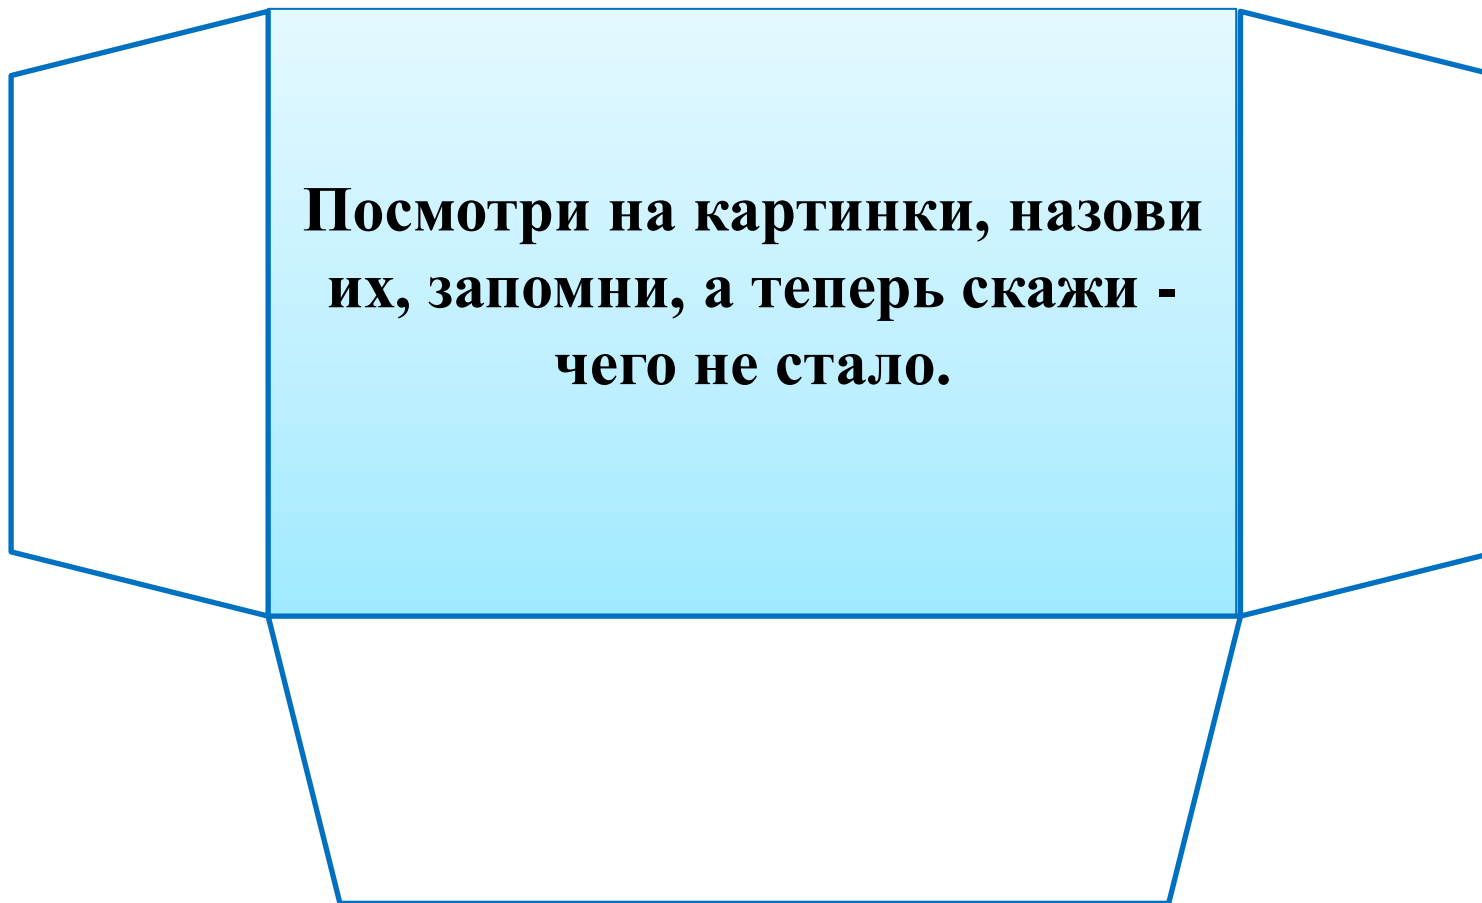 Посмотри на картинки, назови
их, запомни, а теперь скажи -
чего не стало.